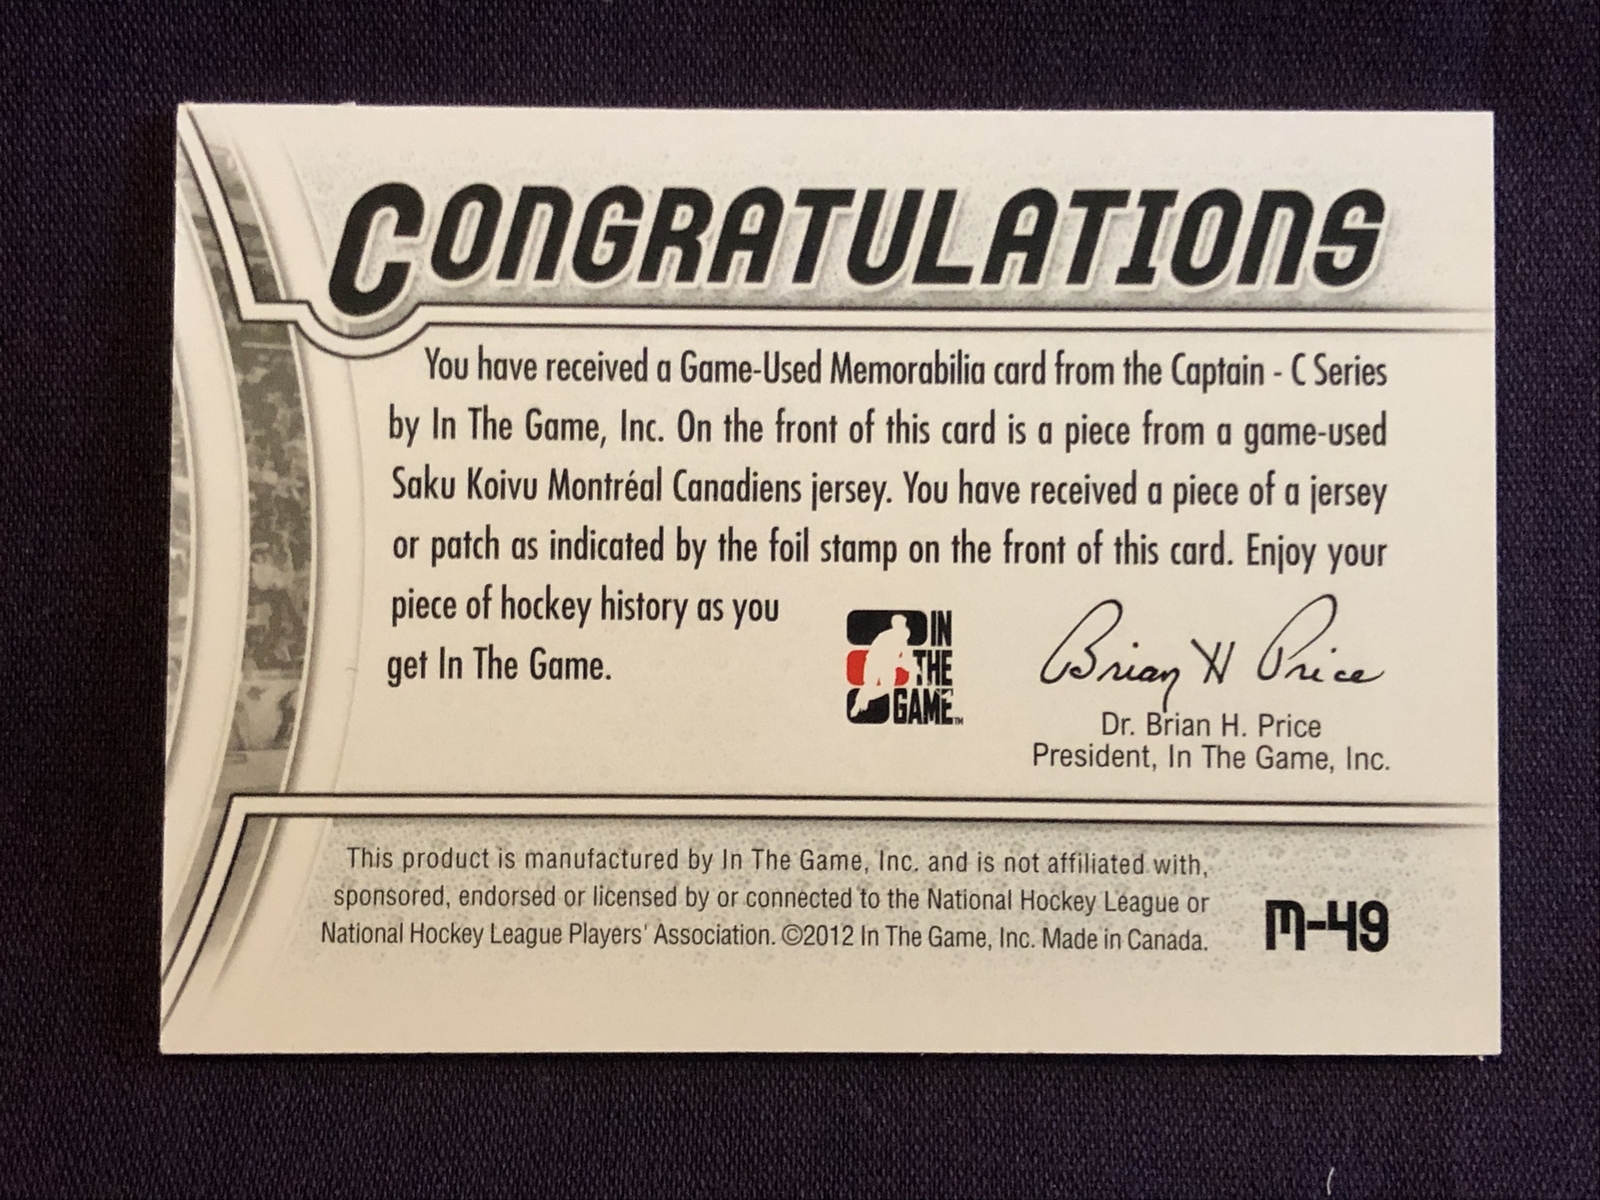 CONGRATULATIONS
You have received a Game-Used Memorabilia card from the Captain - C Series
by In The Game, Inc. On the front of this card is a piece from a game-used
Saku Koivu Montréal Canadiens jersey. You have received a piece of a jersey
or patch as indicated by the foil stamp on the front of this card. Enjoy your
piece of hockey history as you
get In The Game.
IN
THE
GAME™
Brian H Price
Dr. Brian H. Price
President, In The Game, Inc.
This product is manufactured by In The Game, Inc. and is not affiliated with,
sponsored, endorsed or licensed by or connected to the National Hockey League or
National Hockey League Players' Association. ©2012 In The Game, Inc. Made in Canada.
M-49